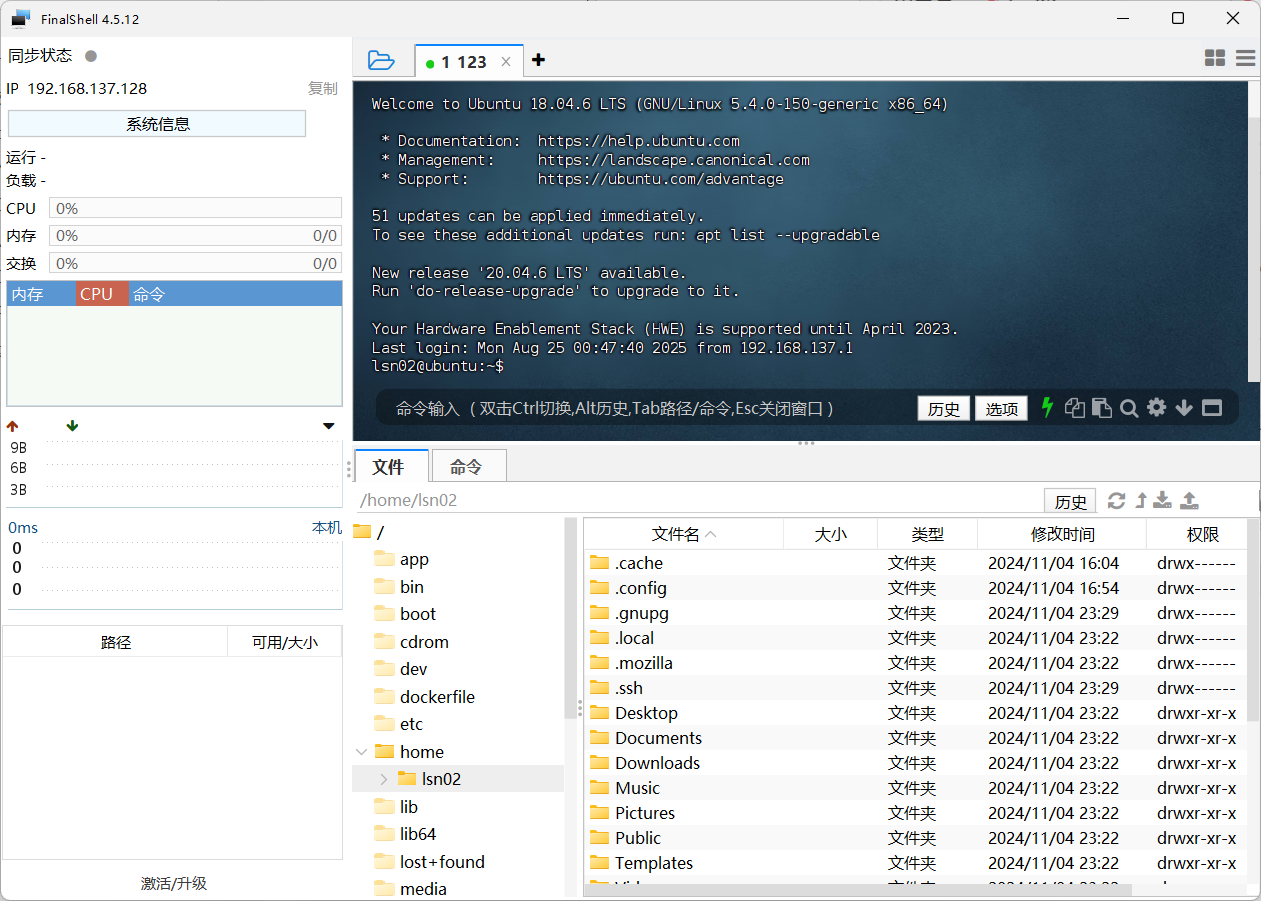 FinalShell 4.5.12
同步状态
IP 192.168.137.128 复制
系统信息
运行 -
负载 -
CPU 0%
内存 0% 0/0
交换 0% 0/0
内存 CPU 命令
9B
6B
3B
0ms 本机
0
0
0
路径 可用/大小
激活/升级
1 123
Welcome to Ubuntu 18.04.6 LTS (GNU/Linux 5.4.0-150-generic x86_64)
* Documentation: https://help.ubuntu.com
* Management: https://landscape.canonical.com
* Support: https://ubuntu.com/advantage
51 updates can be applied immediately.
To see these additional updates run: apt list --upgradable
New release '20.04.6 LTS' available.
Run 'do-release-upgrade' to upgrade to it.
Your Hardware Enablement Stack (HWE) is supported until April 2023.
Last login: Mon Aug 25 00:47:40 2025 from 192.168.137.1
lsn02@ubuntu:~$
命令输入 ( 双击Ctrl切换,Alt历史,Tab路径/命令,Esc关闭窗口 ) 历史 选项
文件 命令
/home/lsn02 历史
/
app
bin
boot
cdrom
dev
dockerfile
etc
home
lsn02
lib
lib64
lost+found
media
文件名 大小 类型 修改时间 权限
.cache 文件夹 2024/11/04 16:04 drwx------
.config 文件夹 2024/11/04 16:54 drwx------
.gnupg 文件夹 2024/11/04 23:29 drwx------
.local 文件夹 2024/11/04 23:22 drwx------
.mozilla 文件夹 2024/11/04 23:22 drwx------
.ssh 文件夹 2024/11/04 23:29 drwx------
Desktop 文件夹 2024/11/04 23:22 drwxr-xr-x
Documents 文件夹 2024/11/04 23:22 drwxr-xr-x
Downloads 文件夹 2024/11/04 23:22 drwxr-xr-x
Music 文件夹 2024/11/04 23:22 drwxr-xr-x
Pictures 文件夹 2024/11/04 23:22 drwxr-xr-x
Public 文件夹 2024/11/04 23:22 drwxr-xr-x
Templates 文件夹 2024/11/04 23:22 drwxr-xr-x